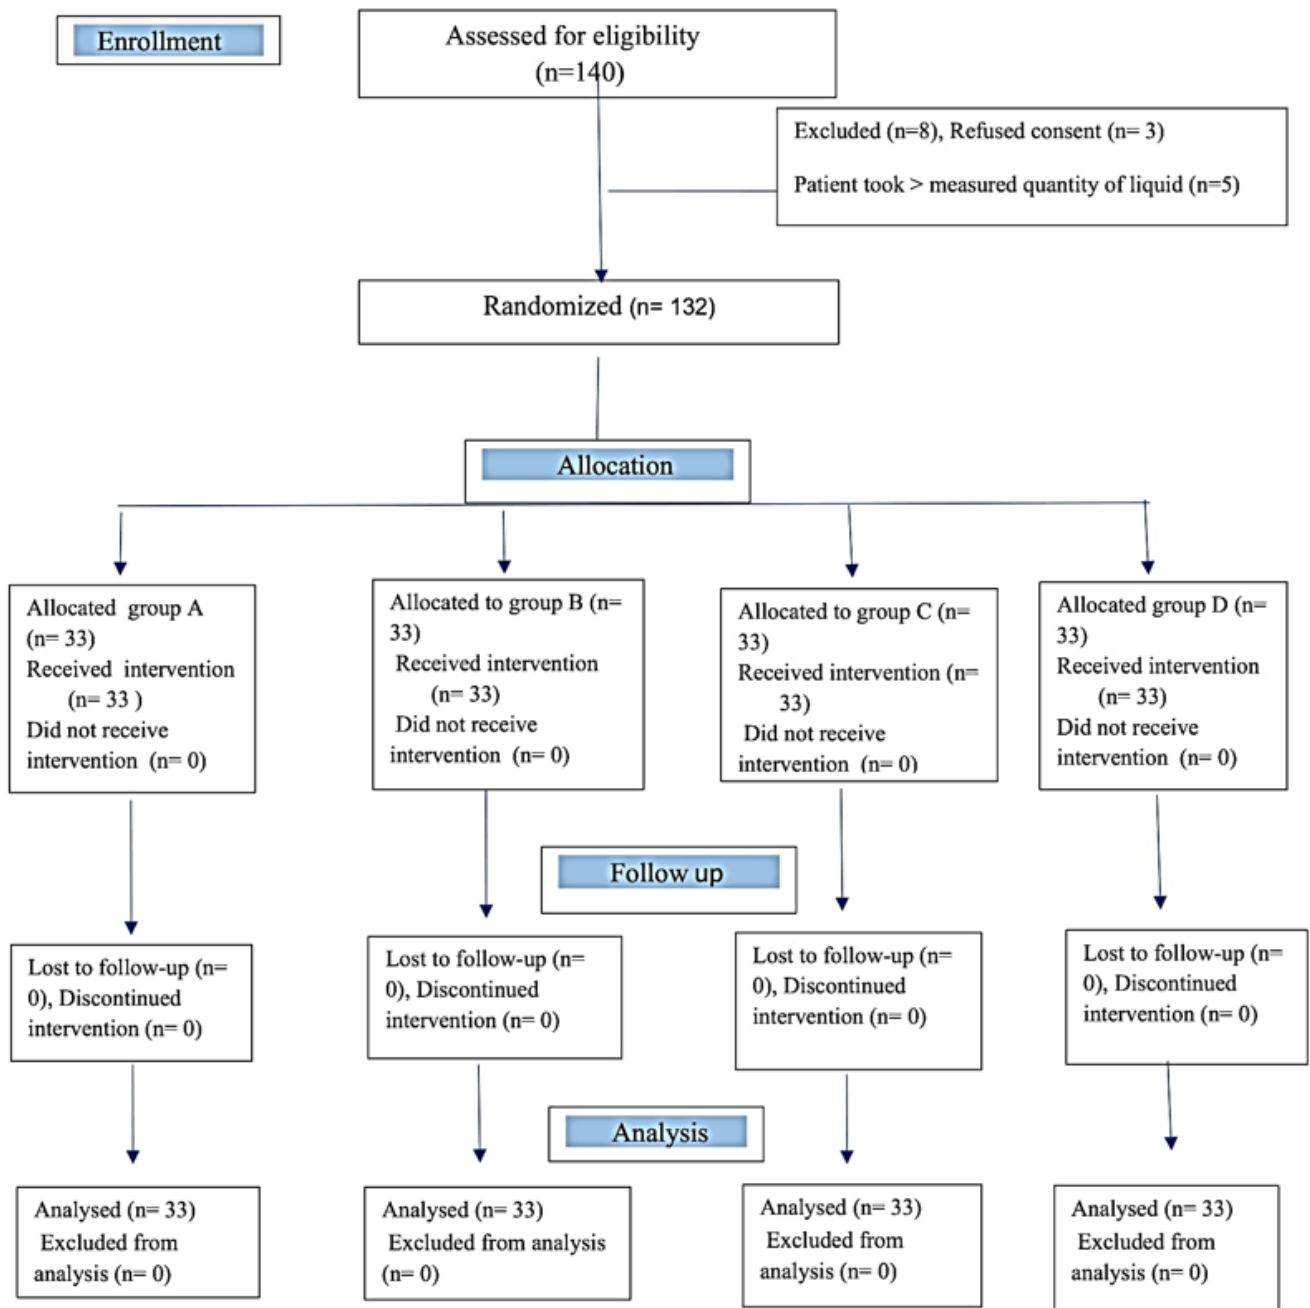 Enrollment
Assessed for eligibility
(n=140)
Excluded (n=8), Refused consent (n= 3)
Patient took > measured quantity of liquid (n=5)
Randomized (n= 132)
Allocation
Allocated  group A
(n= 33)
Received  intervention
(n= 33 )
Did not receive
intervention  (n= 0)
Allocated to group B (n=
33)
Received intervention
(n= 33)
Did not receive
intervention  (n= 0)
Allocated to group C (n=
33)
Received intervention (n=
33)
Did not receive
intervention  (n= 0)
Allocated group D (n=
33)
Received intervention
(n= 33)
Did not receive
intervention  (n= 0)
Follow up
Lost to follow-up (n=
0), Discontinued
intervention (n= 0)
Lost to follow-up (n=
0), Discontinued
intervention (n= 0)
Lost to follow-up (n=
0), Discontinued
intervention (n= 0)
Lost to follow-up (n=
0), Discontinued
intervention (n= 0)
Analysis
Analysed (n= 33)
Excluded from
analysis (n= 0)
Analysed (n= 33)
Excluded from analysis
(n= 0)
Analysed (n= 33)
Excluded from
analysis (n= 0)
Analysed (n= 33)
Excluded from
analysis (n= 0)